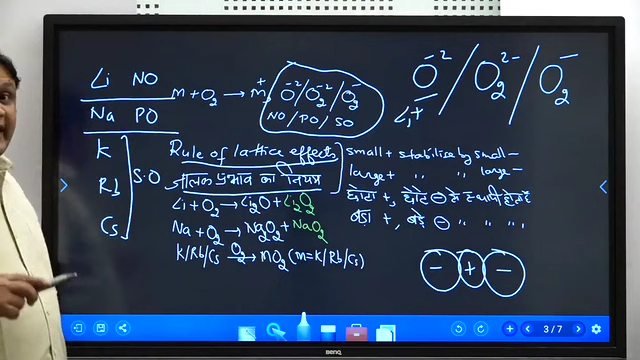 Li NO
Na PO
K
Rb
Cs
S.O
M + O₂ → M⁺ O⁻² / O₂⁻² / O₂⁻
NO / PO / SO
O⁻² / O₂²⁻ / O₂⁻
Li⁺
Rule of lattice effects
जालक प्रभाव का नियम
Li + O₂ → Li₂O + Li₂O₂
Na + O₂ → Na₂O₂ + NaO₂
K/Rb/Cs O₂→ MO₂ (M = K/Rb/Cs)
small + stabilise by small −
large + " " large −
छोटा +, छोटे ⊖ से स्थायी होता है
बड़ा +, बड़े ⊖ " " "
− + −
3/7
BENQ